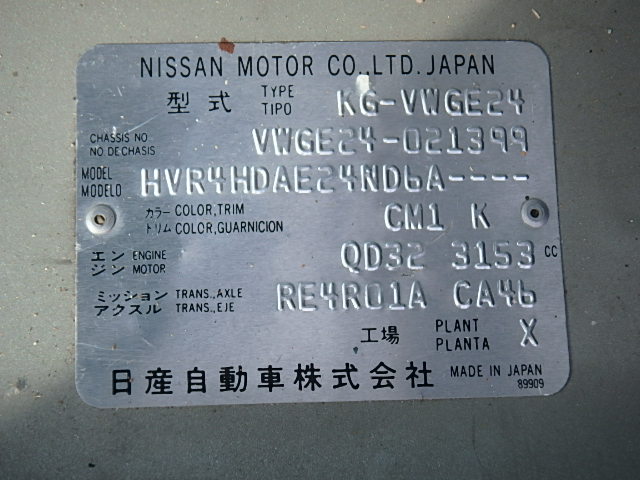 NISSAN MOTOR CO.,LTD. JAPAN
型式 TYPE TIPO KG-VWGE24
CHASSIS NO. NO DE CHASIS VWGE24-021399
MODEL MODELO HVR4HDAE24ND6A----
カラー COLOR,TRIM
トリム COLOR,GUARNICION CM1 K
エンジン ENGINE MOTOR QD32 3153 CC
ミッション TRANS.,AXLE
アクスル TRANS.,EJE RE4R01A CA46
工場 PLANT PLANTA X
日産自動車株式会社 MADE IN JAPAN
89909